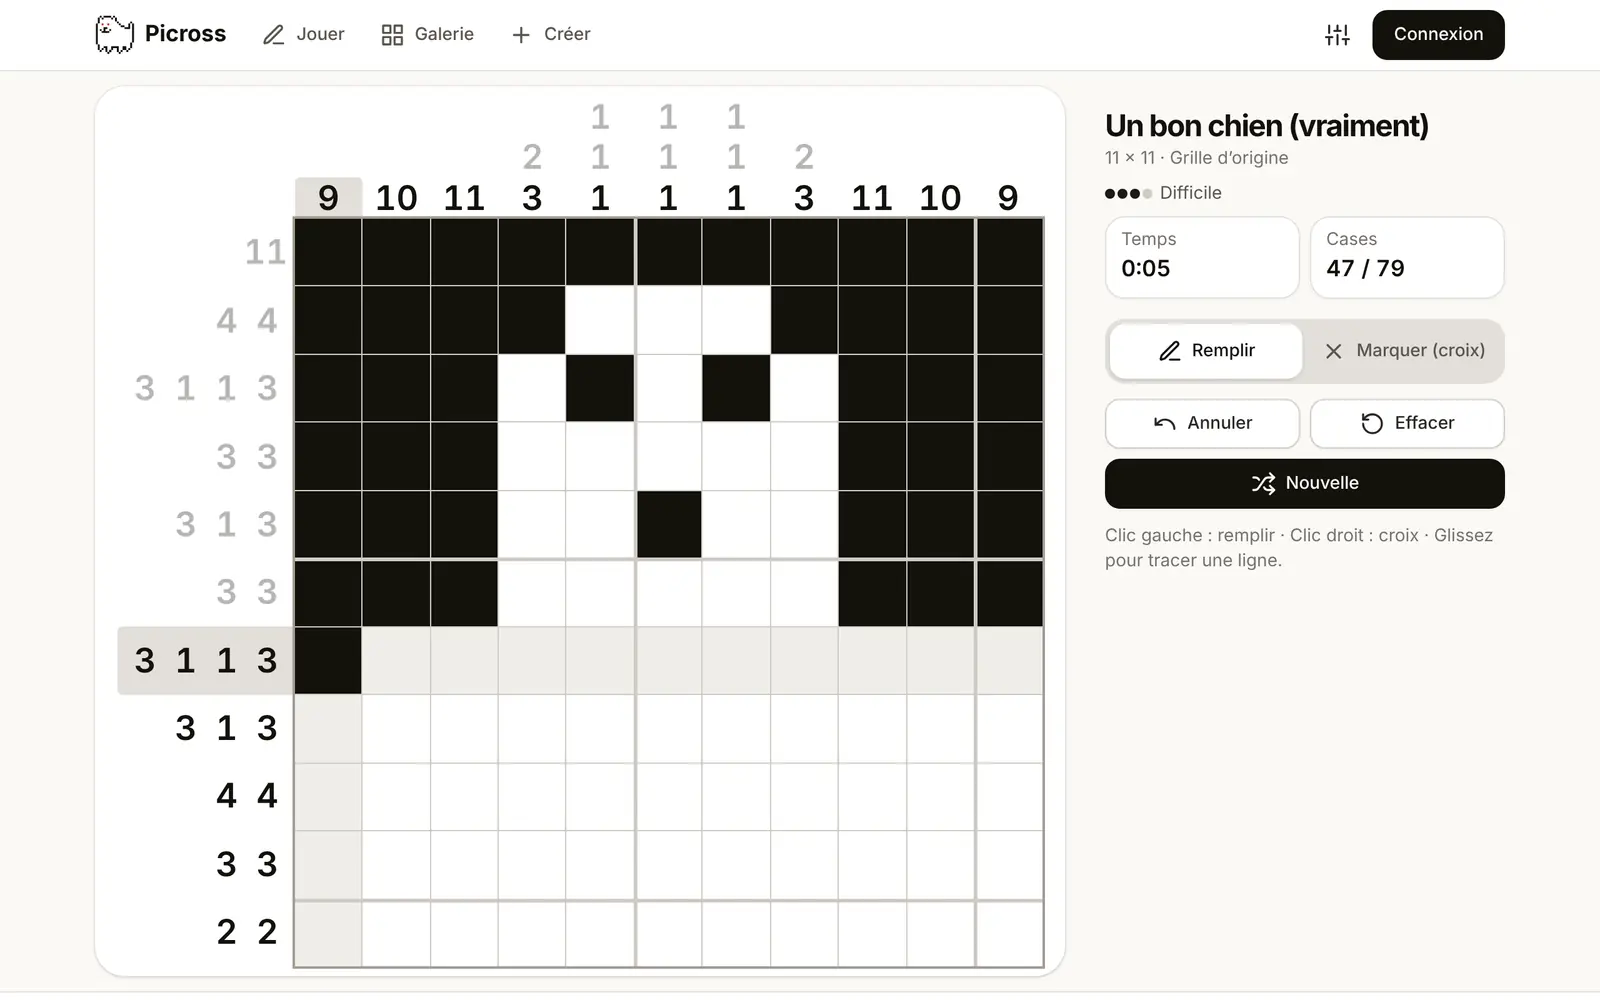 Picross Jouer Galerie Créer Connexion
1 1 1
2 1 1 1 2
9 10 11 3 1 1 1 3 11 10 9
11
4 4
3 1 1 3
3 3
3 1 3
3 3
3 1 1 3
3 1 3
4 4
3 3
2 2
Un bon chien (vraiment)
11 × 11 · Grille d’origine
Difficile
Temps Cases
0:05 47 / 79
Remplir Marquer (croix)
Annuler Effacer
Nouvelle
Clic gauche : remplir · Clic droit : croix · Glissez
pour tracer une ligne.